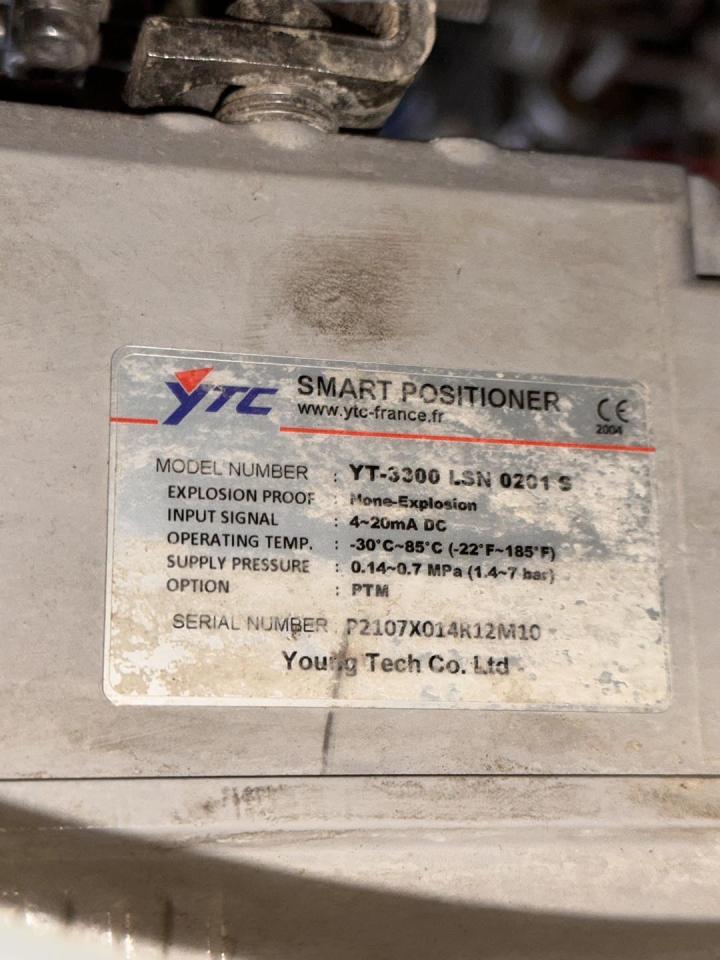 YTC SMART POSITIONER
www.ytc-france.fr
CE
2004
MODEL NUMBER : YT-3300 LSN 0201 S
EXPLOSION PROOF : None-Explosion
INPUT SIGNAL : 4~20mA DC
OPERATING TEMP. : -30°C~85°C (-22°F~185°F)
SUPPLY PRESSURE : 0.14~0.7 MPa (1.4~7 bar)
OPTION : PTM
SERIAL NUMBER P2107X014R12M10
Young Tech Co. Ltd